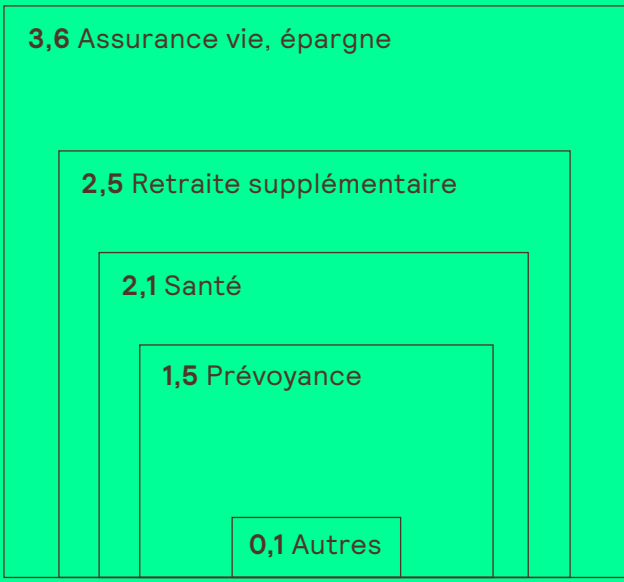 3,6 Assurance vie, épargne
2,5 Retraite supplémentaire
2,1 Santé
1,5 Prévoyance
0,1 Autres